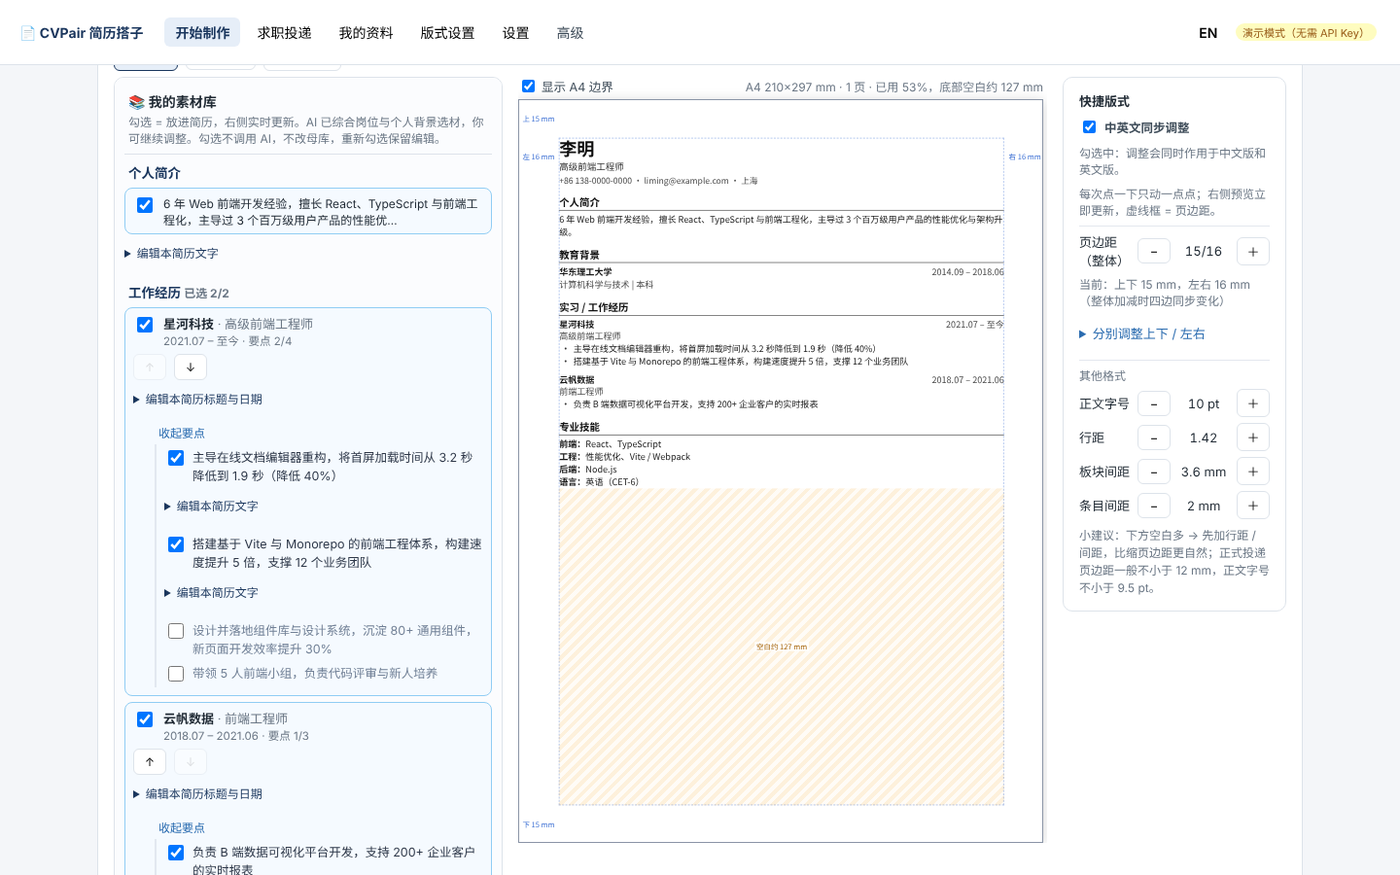 📄 CVPair 简历搭子
开始制作
求职投递
我的资料
版式设置
设置
高级
EN
演示模式（无需 API Key）
📚 我的素材库
勾选 = 放进简历，右侧实时更新。AI 已综合岗位与个人背景选材，你
可继续调整。勾选不调用 AI，不改母库，重新勾选保留编辑。
个人简介
6 年 Web 前端开发经验，擅长 React、TypeScript 与前端工
程化，主导过 3 个百万级用户产品的性能优...
▶ 编辑本简历文字
工作经历 已选 2/2
星河科技 · 高级前端工程师
2021.07 – 至今 · 要点 2/4
↑
↓
▶ 编辑本简历标题与日期
收起要点
主导在线文档编辑器重构，将首屏加载时间从 3.2 秒
降低到 1.9 秒（降低 40%）
▶ 编辑本简历文字
搭建基于 Vite 与 Monorepo 的前端工程体系，构建速
度提升 5 倍，支撑 12 个业务团队
▶ 编辑本简历文字
设计并落地组件库与设计系统，沉淀 80+ 通用组件，
新页面开发效率提升 30%
带领 5 人前端小组，负责代码评审与新人培养
云帆数据 · 前端工程师
2018.07 – 2021.06 · 要点 1/3
↑
↓
▶ 编辑本简历标题与日期
收起要点
负责 B 端数据可视化平台开发，支持 200+ 企业客户
的实时报表
显示 A4 边界
A4 210×297 mm · 1 页 · 已用 53%，底部空白约 127 mm
上 15 mm
左 16 mm
右 16 mm
李明
高级前端工程师
+86 138-0000-0000 • liming@example.com • 上海
个人简介
6 年 Web 前端开发经验，擅长 React、TypeScript 与前端工程化，主导过 3 个百万级用户产品的性能优化与架构升
级。
教育背景
华东理工大学
2014.09 – 2018.06
计算机科学与技术 | 本科
实习 / 工作经历
星河科技
2021.07 – 至今
高级前端工程师
• 主导在线文档编辑器重构，将首屏加载时间从 3.2 秒降低到 1.9 秒（降低 40%）
• 搭建基于 Vite 与 Monorepo 的前端工程体系，构建速度提升 5 倍，支撑 12 个业务团队
云帆数据
2018.07 – 2021.06
前端工程师
• 负责 B 端数据可视化平台开发，支持 200+ 企业客户的实时报表
专业技能
前端：React、TypeScript
工程：性能优化、Vite / Webpack
后端：Node.js
语言：英语（CET-6）
空白约 127 mm
下 15 mm
快捷版式
中英文同步调整
勾选中：调整会同时作用于中文版和
英文版。
每次点一下只动一点点；右侧预览立
即更新，虚线框 = 页边距。
页边距
（整体）
−
15/16
+
当前：上下 15 mm，左右 16 mm
（整体加减时四边同步变化）
▶ 分别调整上下 / 左右
其他格式
正文字号
−
10 pt
+
行距
−
1.42
+
板块间距
−
3.6 mm
+
条目间距
−
2 mm
+
小建议：下方空白多 → 先加行距 /
间距，比缩页边距更自然；正式投递
页边距一般不小于 12 mm，正文字号
不小于 9.5 pt。